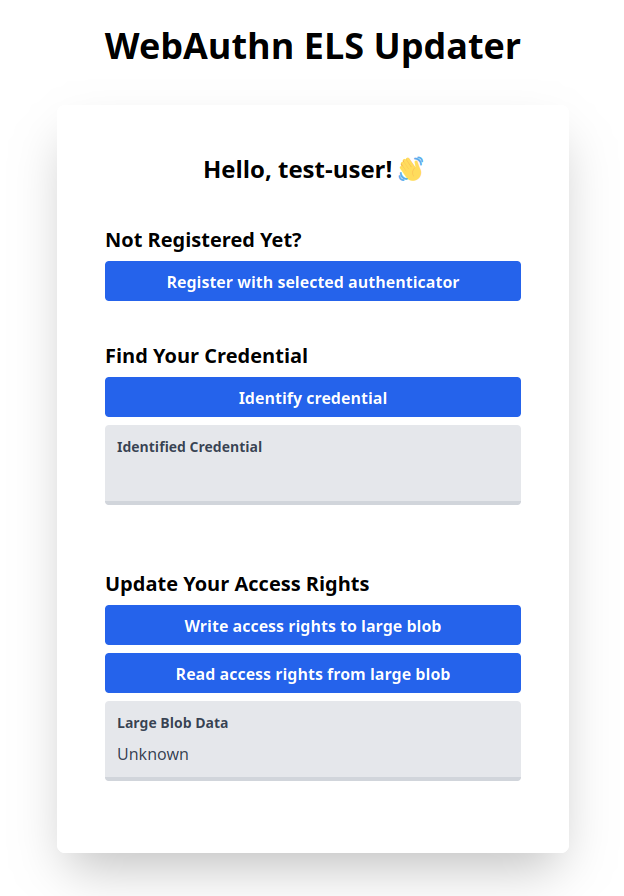 WebAuthn ELS Updater
Hello, test-user! 👋
Not Registered Yet?
Register with selected authenticator
Find Your Credential
Identify credential
Identified Credential
Update Your Access Rights
Write access rights to large blob
Read access rights from large blob
Large Blob Data
Unknown